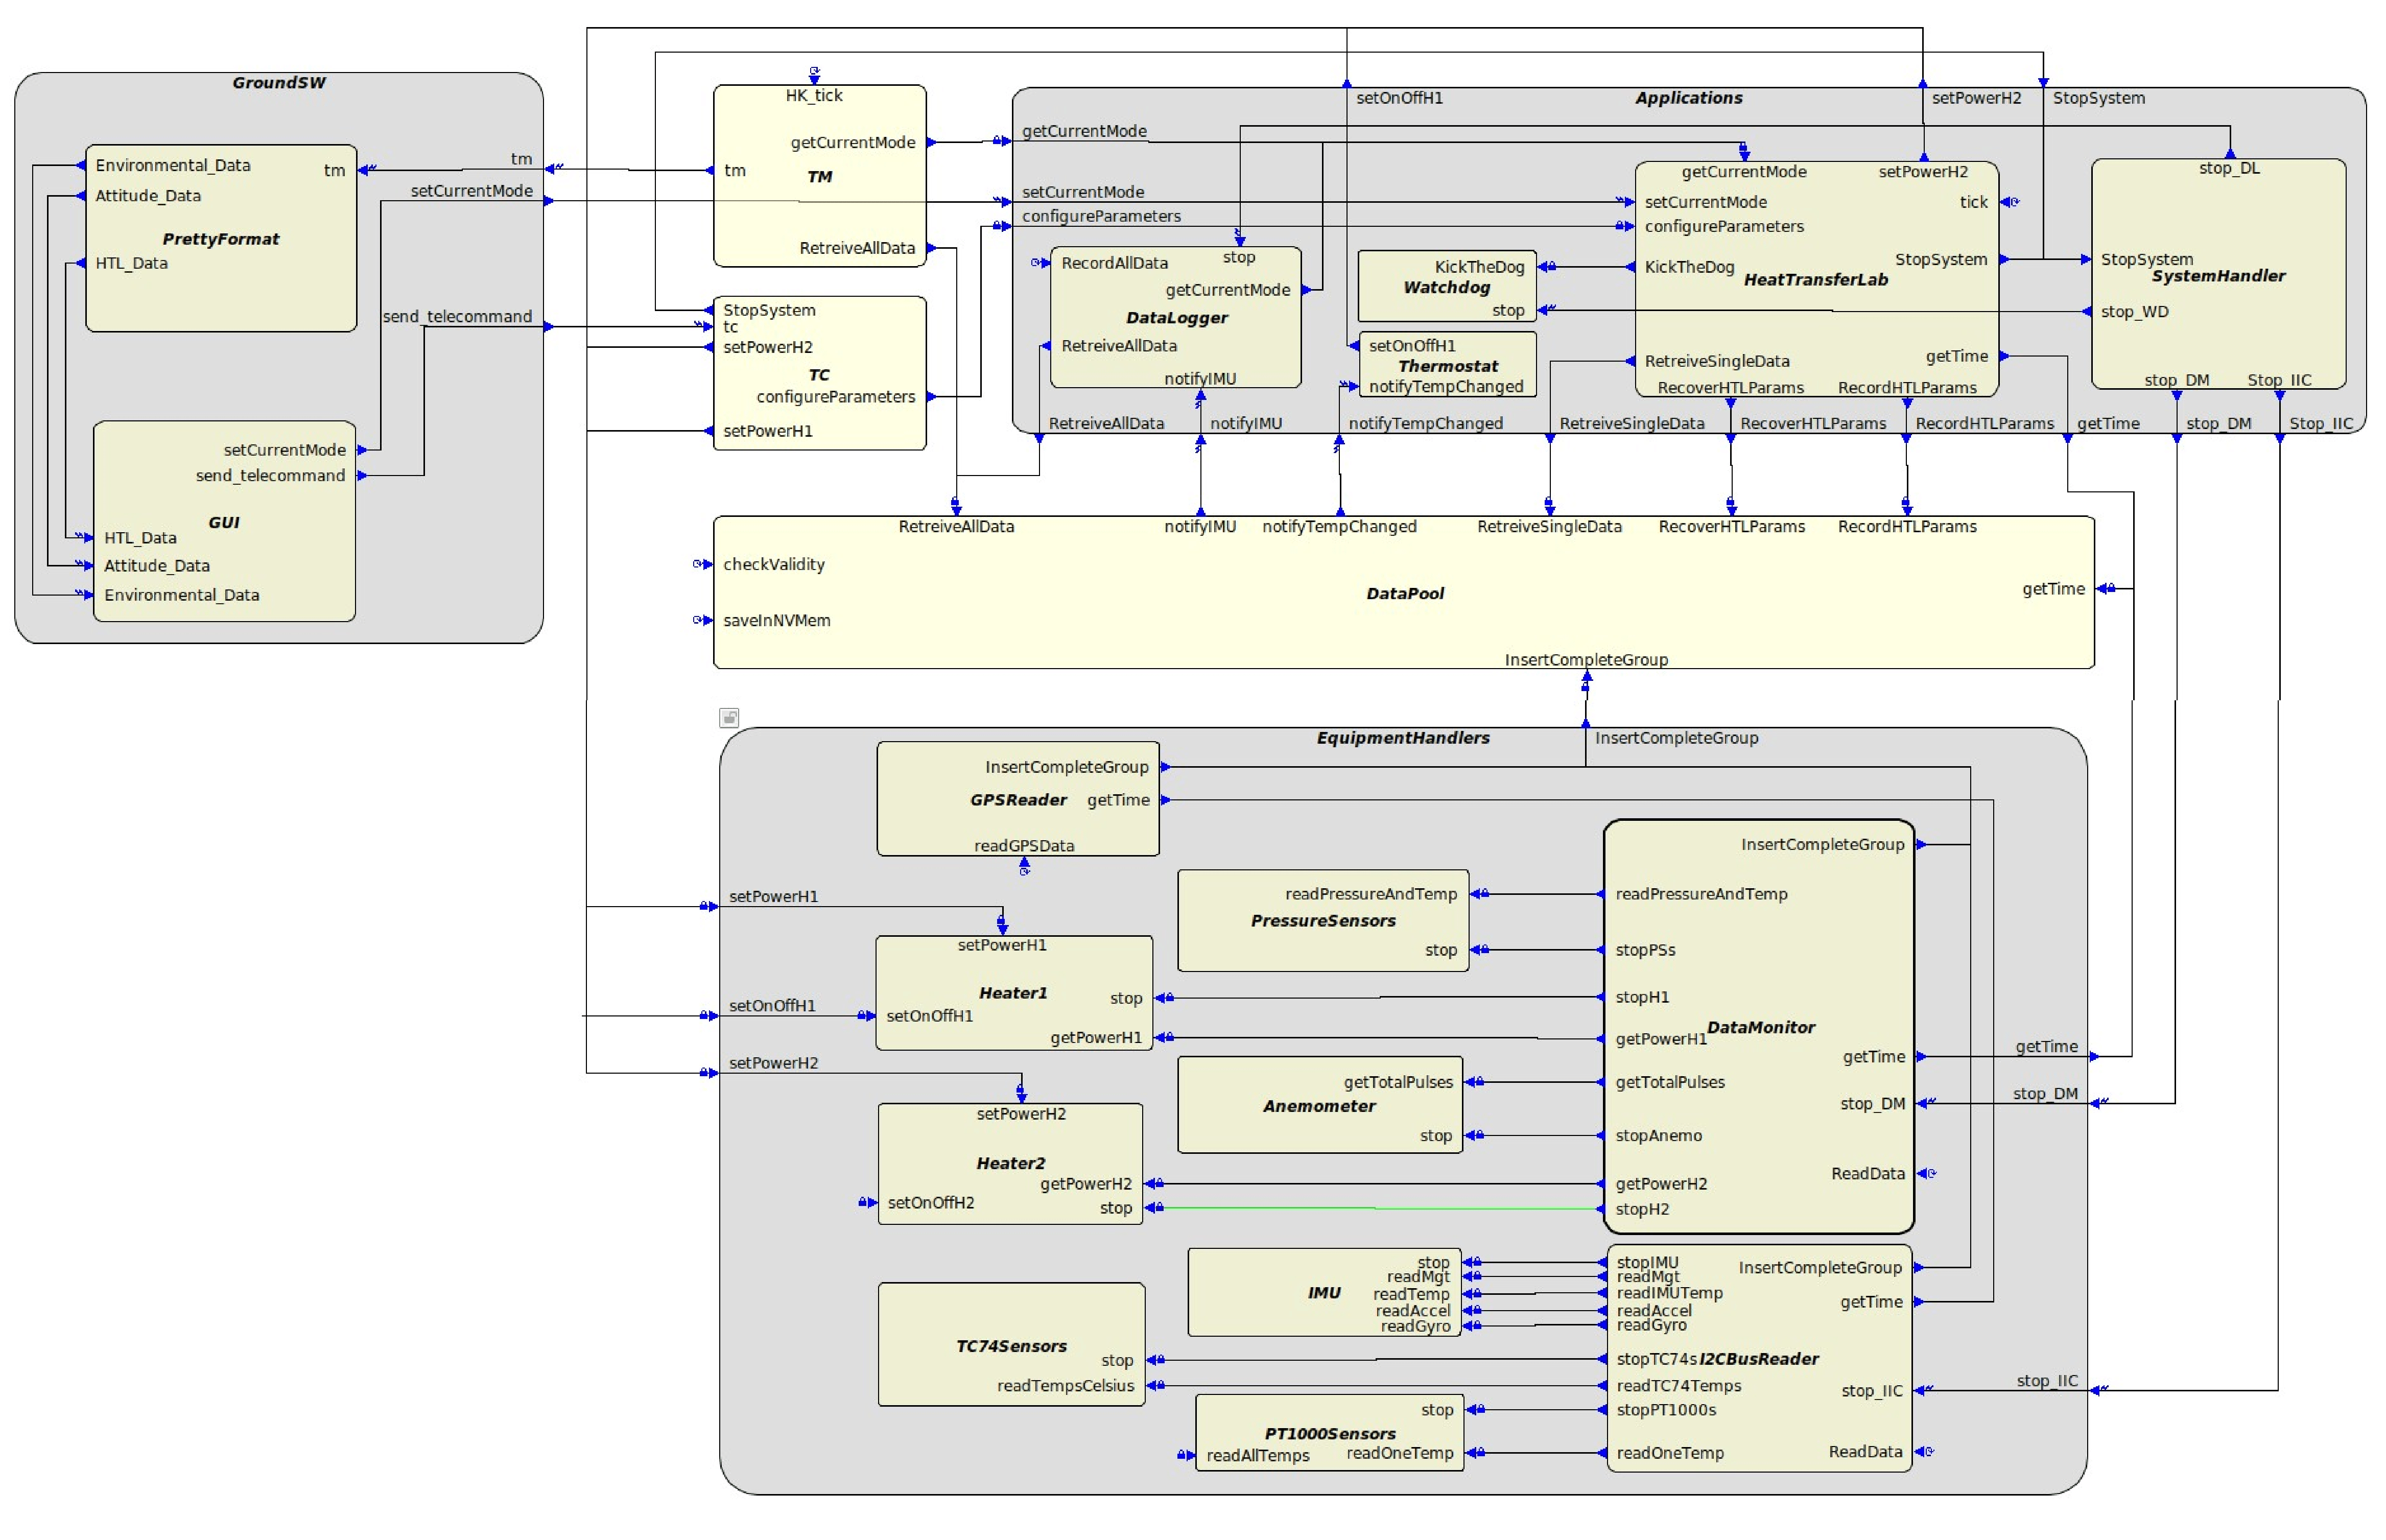 GroundSW
Environmental_Data
tm
Attitude_Data
PrettyFormat
HTL_Data
tm
setCurrentMode
send_telecommand
setCurrentMode
send_telecommand
GUI
HTL_Data
Attitude_Data
Environmental_Data
HK_tick
getCurrentMode
tm
TM
RetreiveAllData
StopSystem
tc
setPowerH2
TC
configureParameters
setPowerH1
setOnOffH1
Applications
setPowerH2
StopSystem
getCurrentMode
setCurrentMode
configureParameters
RecordAllData
stop
getCurrentMode
DataLogger
RetreiveAllData
notifyIMU
KickTheDog
Watchdog
stop
setOnOffH1
Thermostat
notifyTempChanged
getCurrentMode
setPowerH2
setCurrentMode
tick
configureParameters
KickTheDog
StopSystem
HeatTransferLab
RetreiveSingleData
getTime
RecoverHTLParams
RecordHTLParams
stop_DL
StopSystem
SystemHandler
stop_WD
stop_DM
Stop_IIC
RetreiveAllData
notifyIMU
notifyTempChanged
RetreiveSingleData
RecoverHTLParams
RecordHTLParams
getTime
stop_DM
Stop_IIC
RetreiveAllData
notifyIMU
notifyTempChanged
RetreiveSingleData
RecoverHTLParams
RecordHTLParams
checkValidity
DataPool
getTime
saveInNVMem
InsertCompleteGroup
EquipmentHandlers
InsertCompleteGroup
InsertCompleteGroup
GPSReader
getTime
readGPSData
setPowerH1
setOnOffH1
setPowerH2
setPowerH1
Heater1
stop
setOnOffH1
getPowerH1
setPowerH2
Heater2
getPowerH2
setOnOffH2
stop
readPressureAndTemp
PressureSensors
stop
getTotalPulses
Anemometer
stop
InsertCompleteGroup
readPressureAndTemp
stopPSs
stopH1
DataMonitor
getPowerH1
getTime
getTotalPulses
stop_DM
stopAnemo
ReadData
getPowerH2
stopH2
getTime
stop_DM
stop_IIC
stop
readMgt
IMU
readTemp
readAccel
readGyro
TC74Sensors
stop
readTempsCelsius
stop
PT1000Sensors
readAllTemps
readOneTemp
stopIMU
InsertCompleteGroup
readMgt
readIMUTemp
getTime
readAccel
readGyro
stopTC74s
I2CBusReader
readTC74Temps
stop_IIC
stopPT1000s
readOneTemp
ReadData